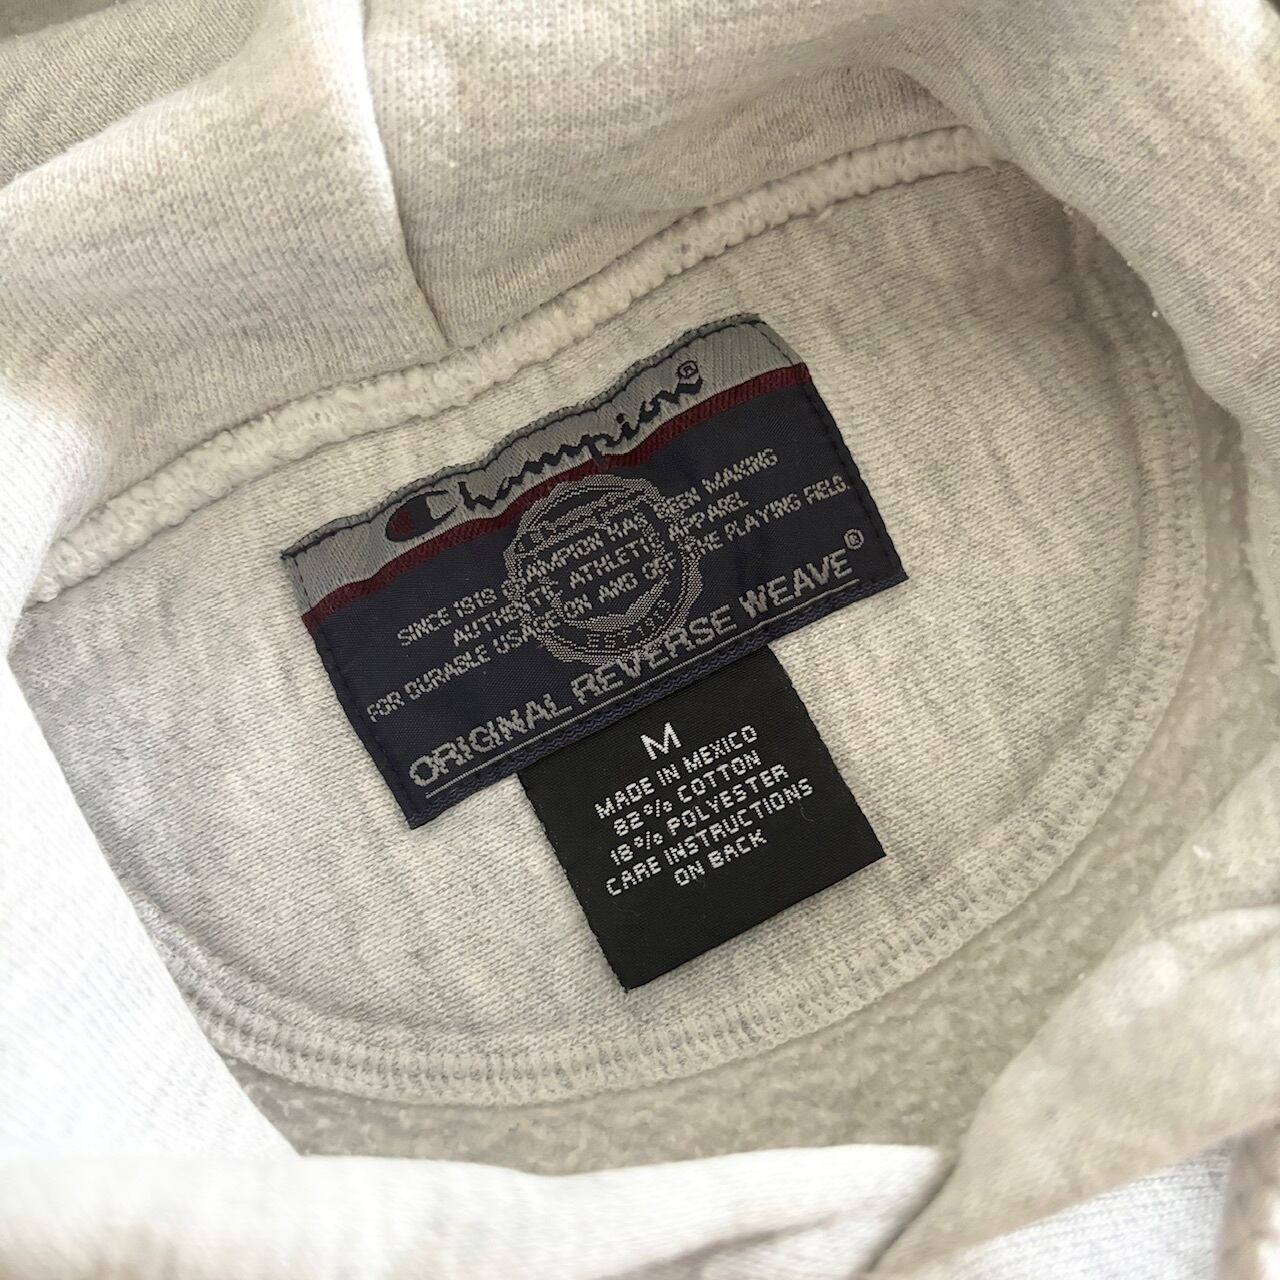 Champion®
SINCE 1919 CHAMPION HAS BEEN MAKING
AUTHENTIC ATHLETIC APPAREL
FOR DURABLE USAGE ON AND OFF THE PLAYING FIELD.
ORIGINAL REVERSE WEAVE®
M
MADE IN MEXICO
82% COTTON
18% POLYESTER
CARE INSTRUCTIONS
ON BACK